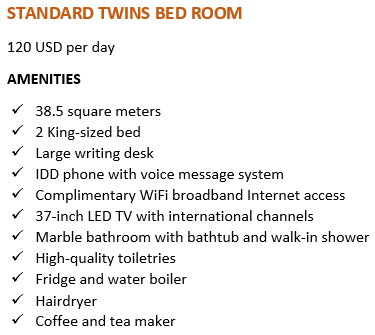 STANDARD TWINS BED ROOM
120 USD per day
AMENITIES
✓ 38.5 square meters
✓ 2 King-sized bed
✓ Large writing desk
✓ IDD phone with voice message system
✓ Complimentary WiFi broadband Internet access
✓ 37-inch LED TV with international channels
✓ Marble bathroom with bathtub and walk-in shower
✓ High-quality toiletries
✓ Fridge and water boiler
✓ Hairdryer
✓ Coffee and tea maker